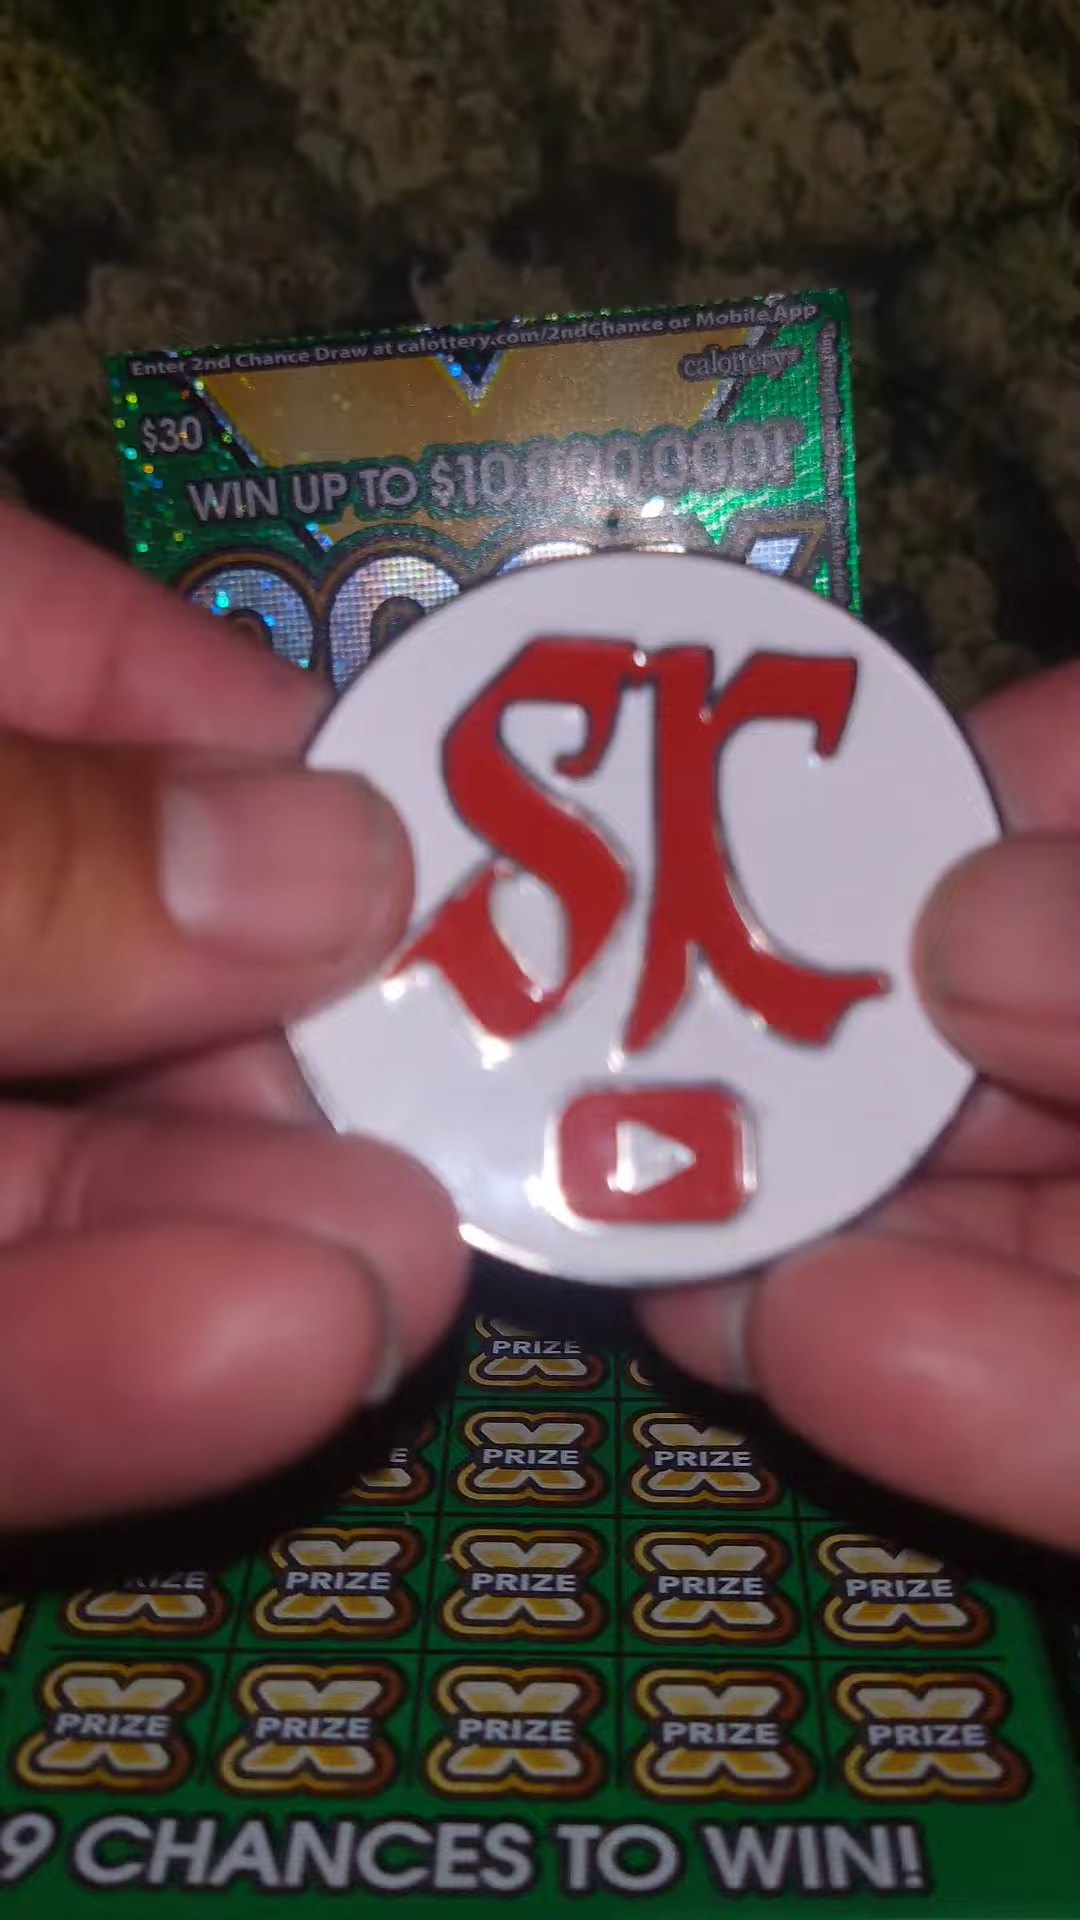 Enter 2nd Chance Draw at calottery.com/2ndChance or Mobile App
calottery
$30
WIN UP TO $10,000,000!
PRIZE
PRIZE PRIZE
PRIZE PRIZE PRIZE PRIZE
PRIZE PRIZE PRIZE PRIZE PRIZE
9 CHANCES TO WIN!